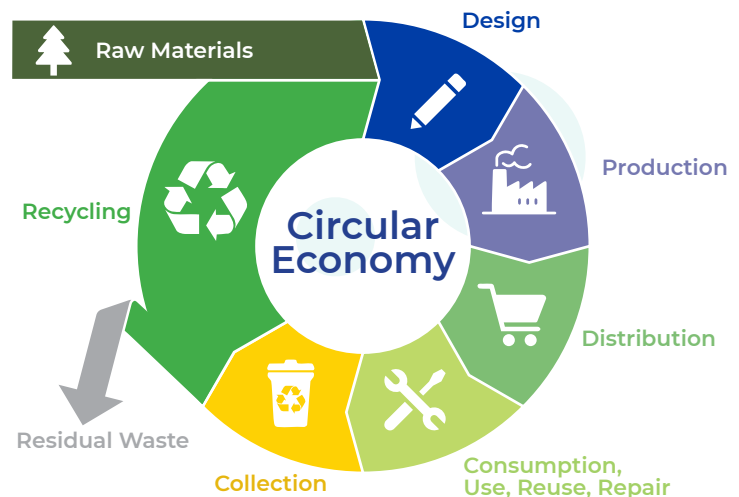 Design
Raw Materials
Production
Recycling
Circular
Economy
Distribution
Residual Waste
Consumption,
Use, Reuse, Repair
Collection